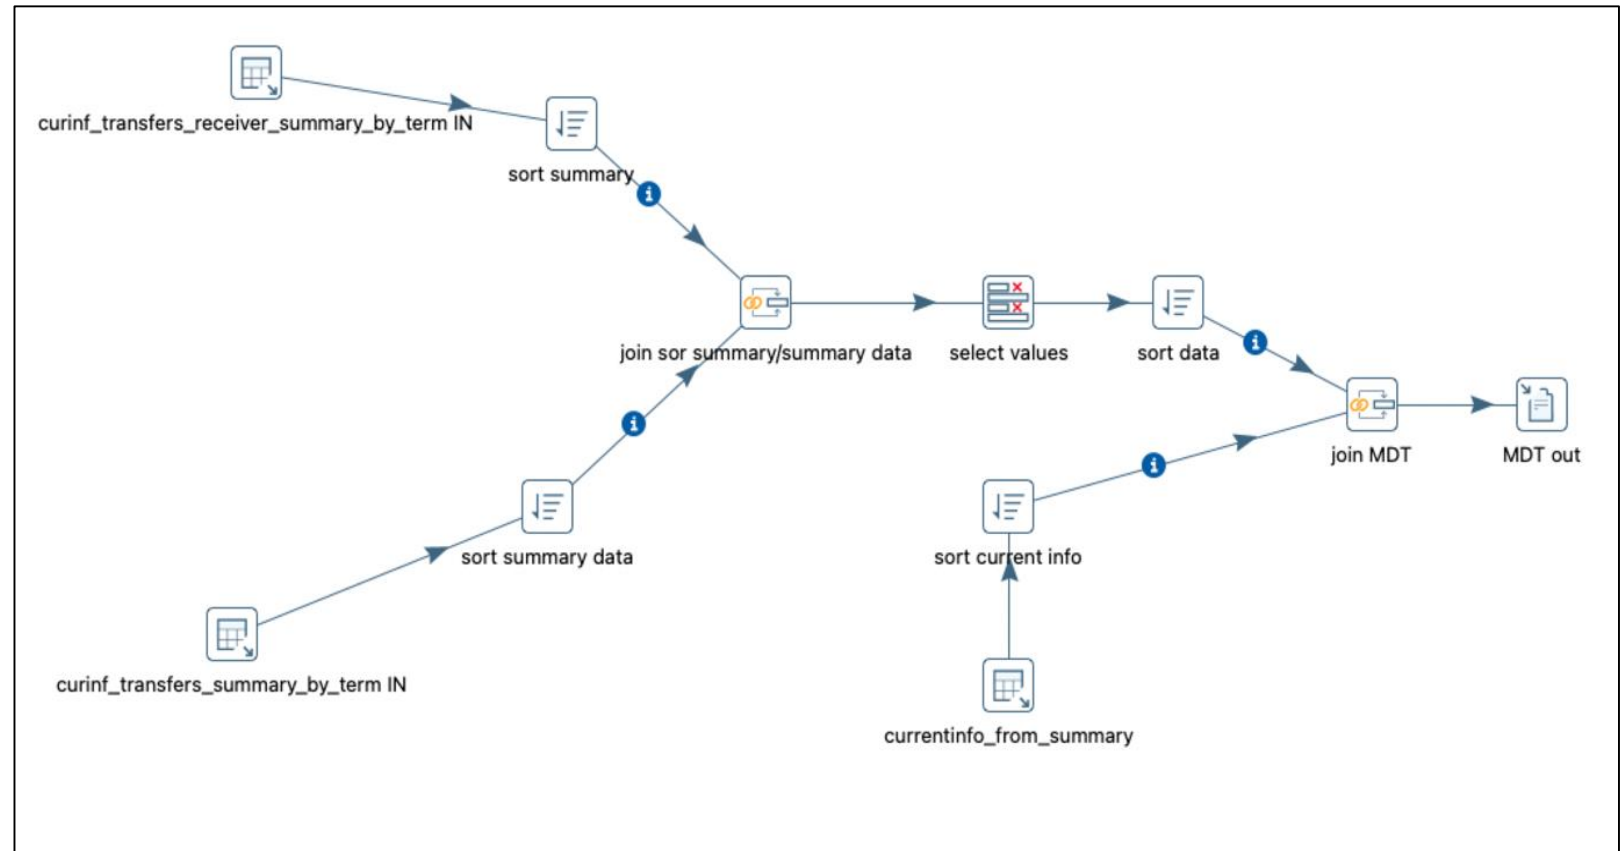 curinf_transfers_receiver_summary_by_term IN
sort summary
join sor summary/summary data
select values
sort data
join MDT
MDT out
sort summary data
sort current info
curinf_transfers_summary_by_term IN
currentinfo_from_summary